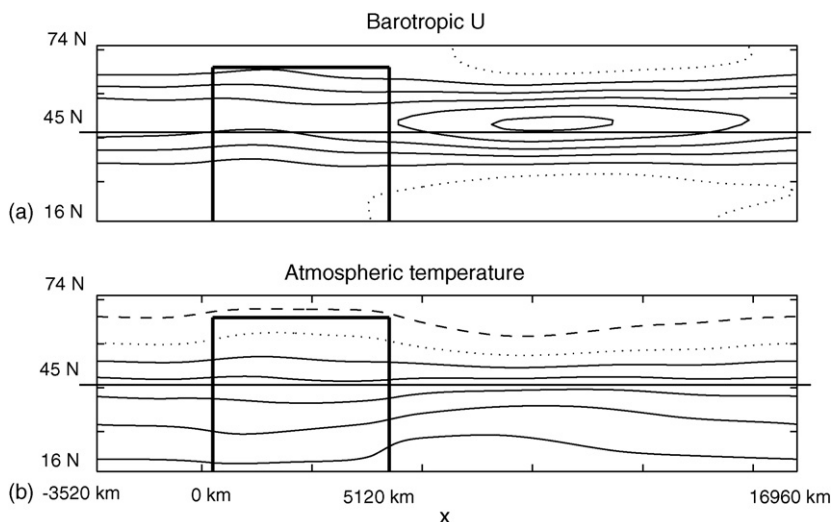 Barotropic U
74 N
45 N
(a)
16 N
Atmospheric temperature
74 N
45 N
16 N
(b)
-3520 km
0 km
5120 km
16960 km
x